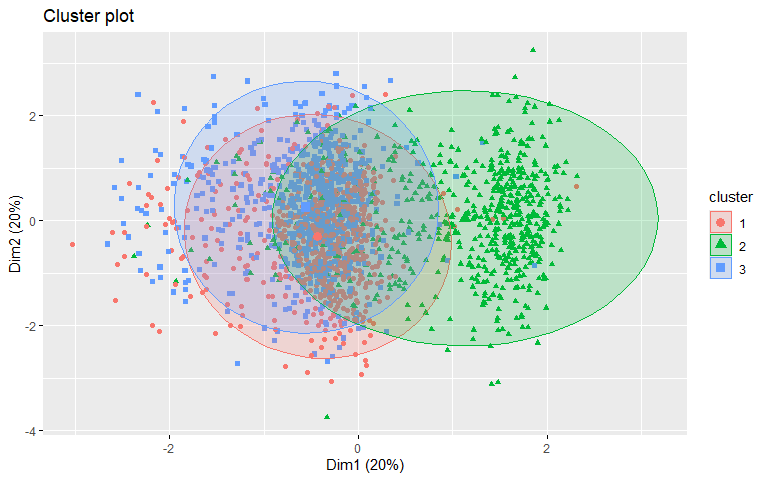 Cluster plot
Dim2 (20%)
2
0
-2
-4
-2
0
2
Dim1 (20%)
cluster
1
2
3